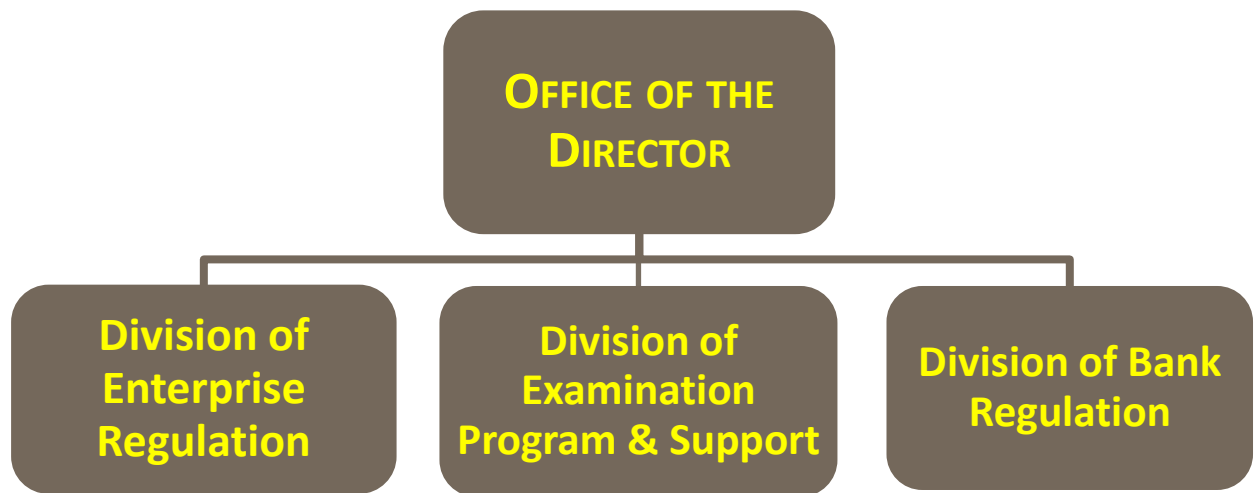 OFFICE OF THE
DIRECTOR
Division of
Enterprise
Regulation
Division of
Examination
Program & Support
Division of Bank
Regulation